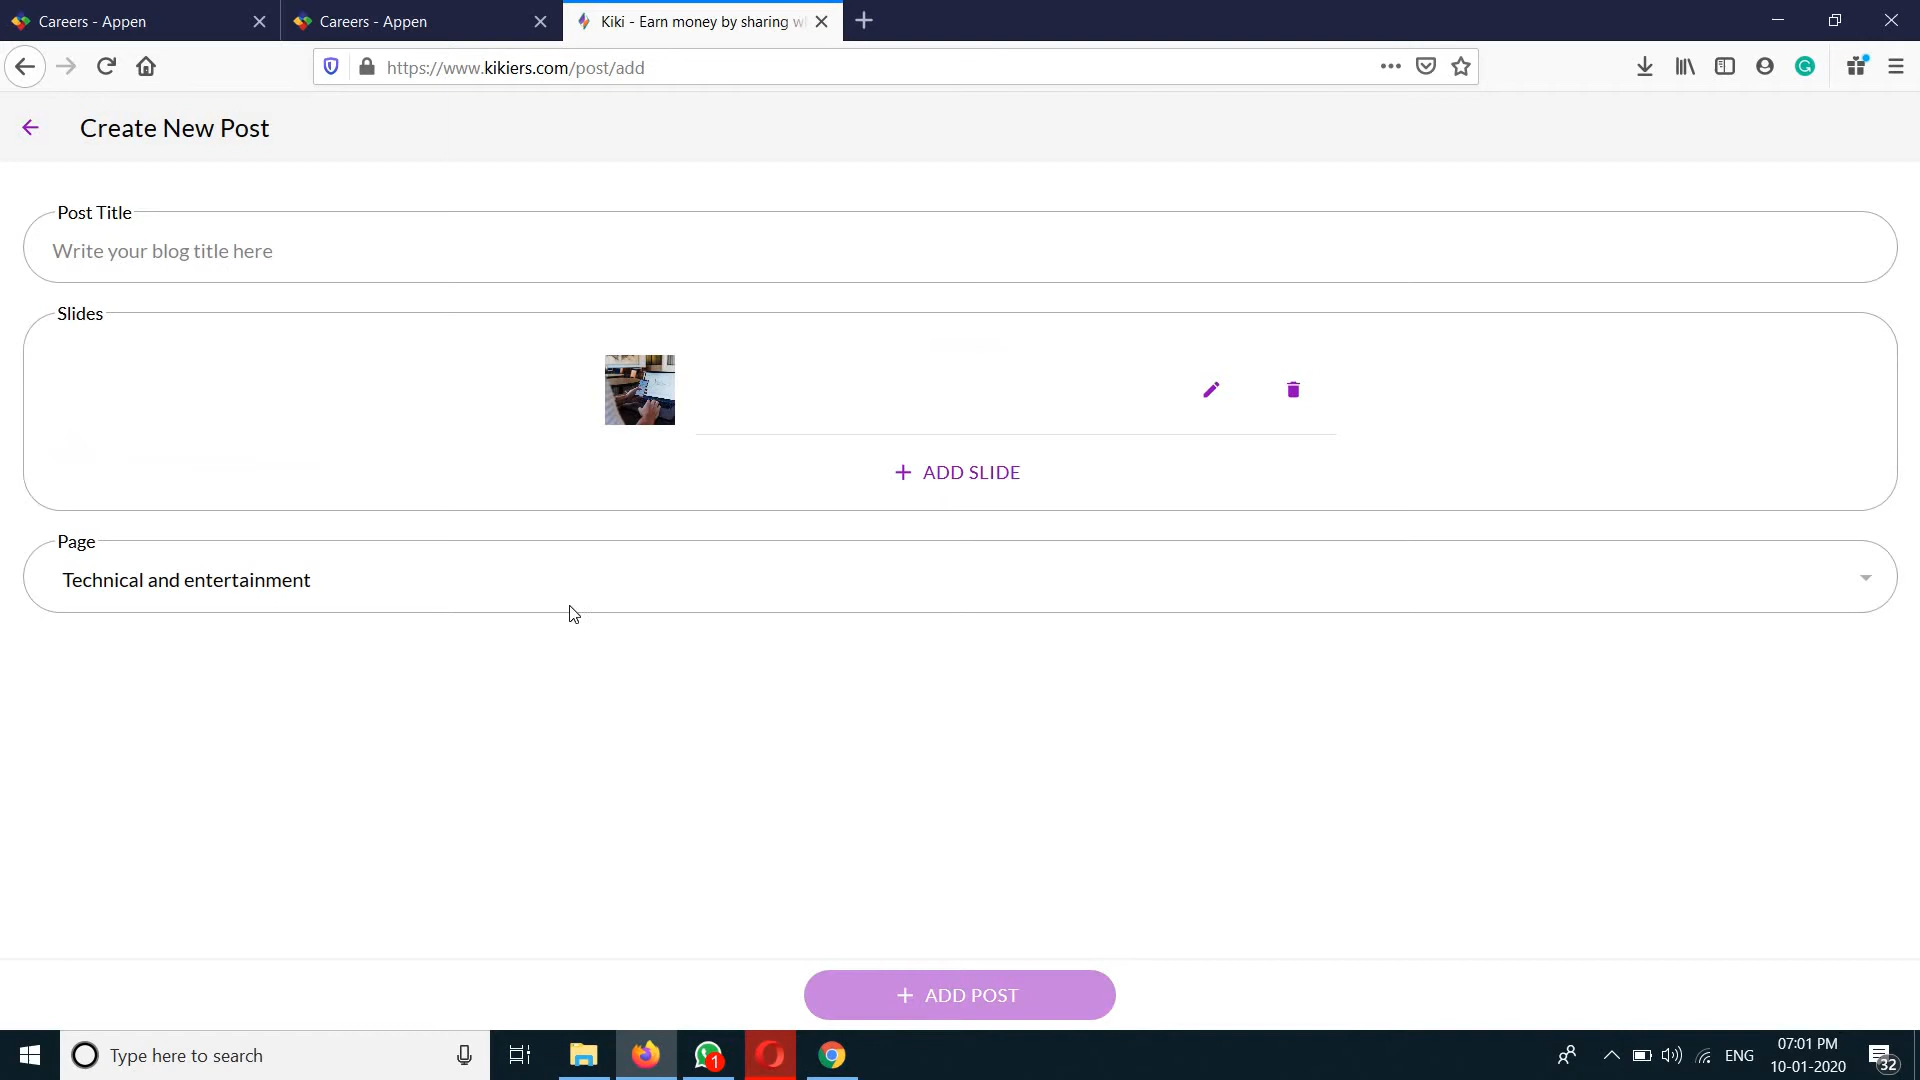 Careers - Appen
Careers - Appen
Kiki - Earn money by sharing w
https://www.kikiers.com/post/add
Create New Post
Post Title
Write your blog title here
Slides
ADD SLIDE
Page
Technical and entertainment
ADD POST
Type here to search
1
ENG
07:01 PM
10-01-2020
32